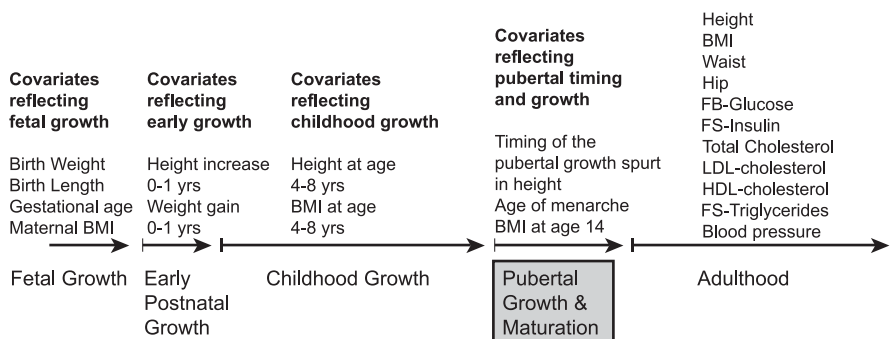 Covariates
reflecting
fetal growth
Birth Weight
Birth Length
Gestational age
Maternal BMI
Fetal Growth
Covariates
reflecting
early growth
Height increase
0-1 yrs
Weight gain
0-1 yrs
Early
Postnatal
Growth
Covariates
reflecting
childhood growth
Height at age
4-8 yrs
BMI at age
4-8 yrs
Childhood Growth
Covariates
reflecting
pubertal timing
and growth
Timing of the
pubertal growth spurt
in height
Age of menarche
BMI at age 14
Pubertal
Growth &
Maturation
Height
BMI
Waist
Hip
FB-Glucose
FS-Insulin
Total Cholesterol
LDL-cholesterol
HDL-cholesterol
FS-Triglycerides
Blood pressure
Adulthood